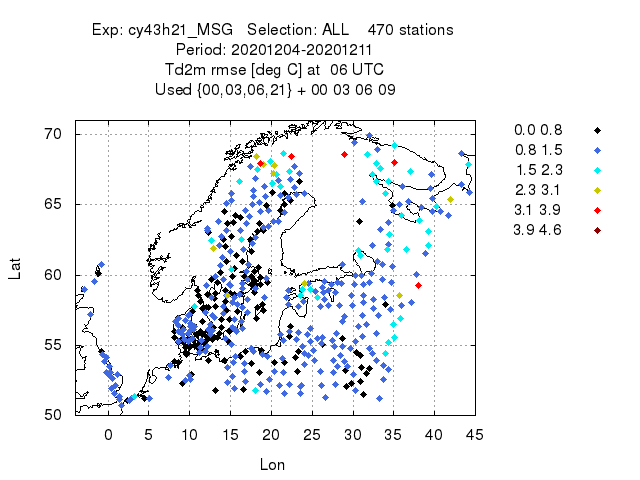 Exp: cy43h21_MSG Selection: ALL 470 stations
Period: 20201204-20201211
Td2m rmse [deg C] at 06 UTC
Used {00,03,06,21} + 00 03 06 09
0.0 0.8
0.8 1.5
1.5 2.3
2.3 3.1
3.1 3.9
3.9 4.6
70
65
60
55
50
Lat
0 5 10 15 20 25 30 35 40 45
Lon